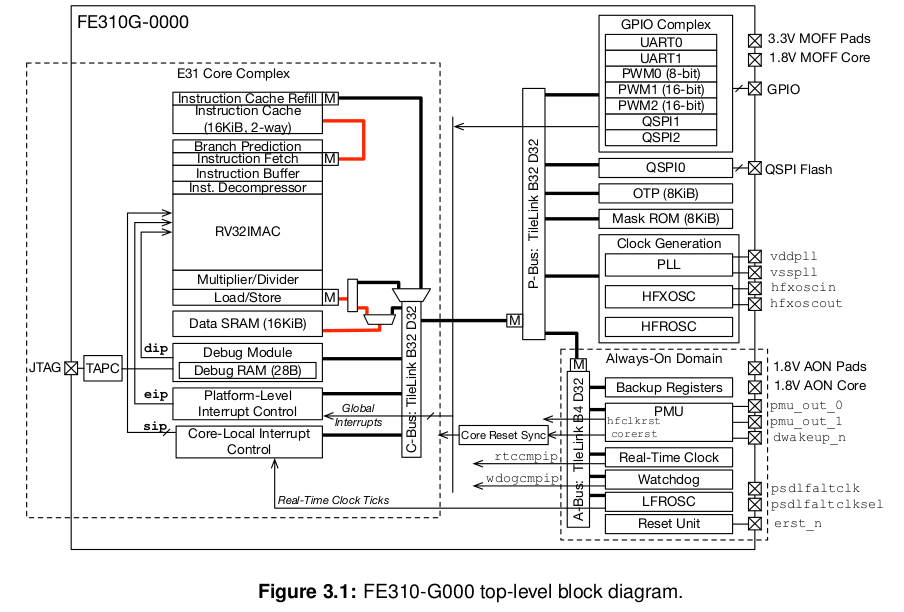 FE310G-0000
E31 Core Complex
Instruction Cache Refill
M
Instruction Cache
(16KiB, 2-way)
Branch Prediction
Instruction Fetch
M
Instruction Buffer
Inst. Decompressor
RV32IMAC
Multiplier/Divider
Load/Store
M
Data SRAM (16KiB)
dip
Debug Module
Debug RAM (28B)
JTAG
TAPC
eip
Platform-Level
Interrupt Control
sip
Core-Local Interrupt
Control
Global
Interrupts
Real-Time Clock Ticks
C-Bus: TileLink B32 D32
M
P-Bus: TileLink B32 D32
GPIO Complex
UART0
UART1
PWM0 (8-bit)
PWM1 (16-bit)
PWM2 (16-bit)
QSPI1
QSPI2
QSPI0
OTP (8KiB)
Mask ROM (8KiB)
Clock Generation
PLL
HFXOSC
HFROSC
Always-On Domain
M
A-Bus: TileLink B4 D32
Backup Registers
PMU
hfclkrst
corerst
Core Reset Sync
rtccmpip
Real-Time Clock
wdogcmpip
Watchdog
LFROSC
Reset Unit
3.3V MOFF Pads
1.8V MOFF Core
GPIO
QSPI Flash
vddpll
vsspll
hfxoscin
hfxoscout
1.8V AON Pads
1.8V AON Core
pmu_out_0
pmu_out_1
dwakeup_n
psdlfaltclk
psdlfaltclksel
erst_n
Figure 3.1: FE310-G000 top-level block diagram.